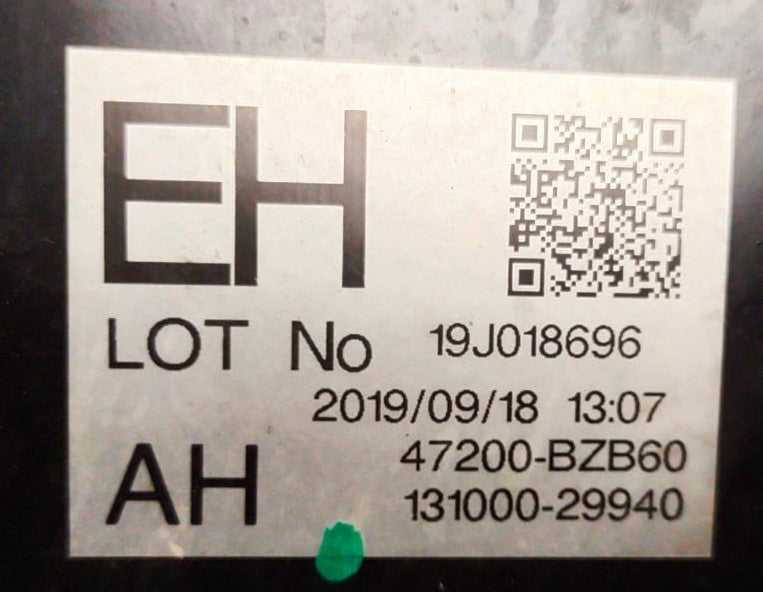 EH
LOT No 19J018696
2019/09/18 13:07
AH 47200-BZB60
131000-29940